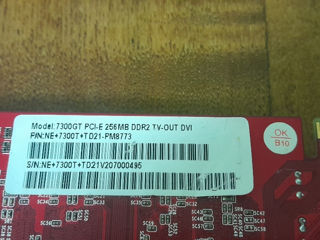 Model:7300GT PCI-E 256MB DDR2 TV-OUT DVI
P/N:NE+7300T+TD21-PM8773
S/N:NE+7300T+TD21V207000495
OK
B10